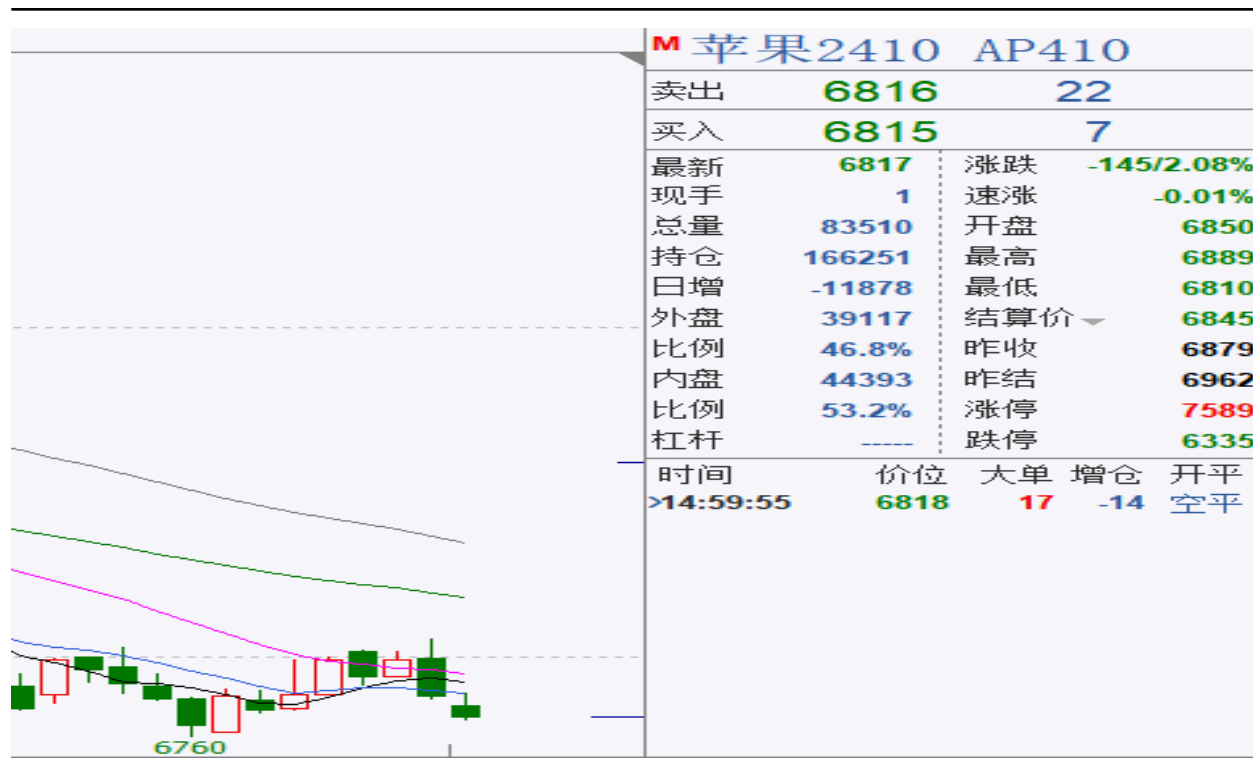 M 苹果2410 AP410
卖出 6816 22
买入 6815 7
最新 6817 涨跌 -145/2.08%
现手 1 速涨 -0.01%
总量 83510 开盘 6850
持仓 166251 最高 6889
日增 -11878 最低 6810
外盘 39117 结算价 6845
比例 46.8% 昨收 6879
内盘 44393 昨结 6962
比例 53.2% 涨停 7589
杠杆 ----- 跌停 6335
时间 价位 大单 增仓 开平
>14:59:55 6818 17 -14 空平
6760